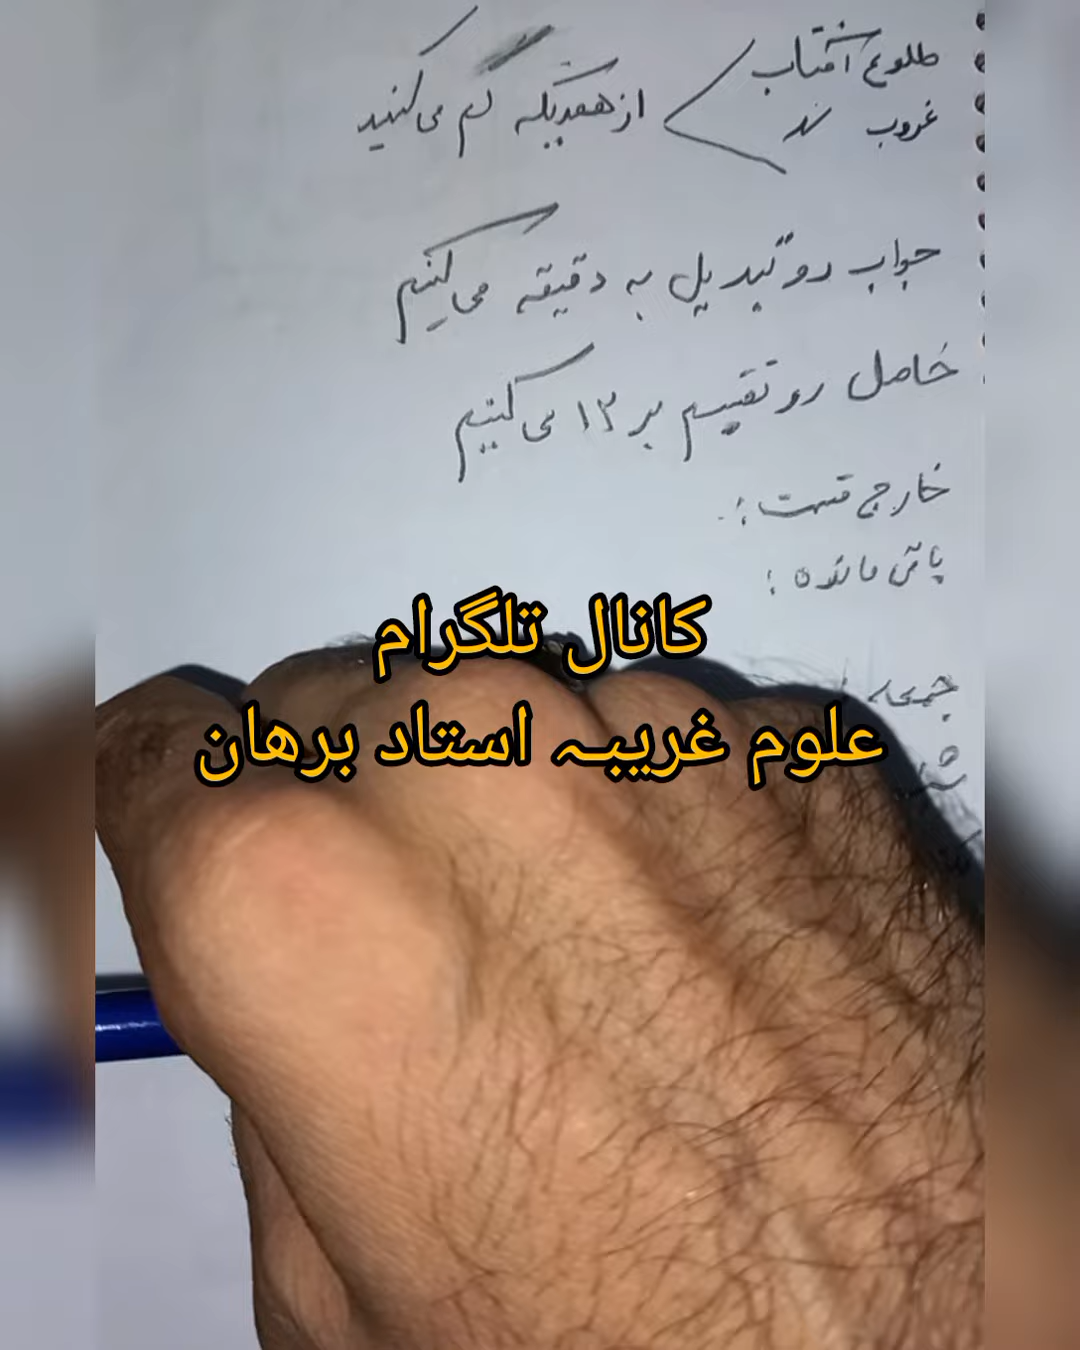 طلوع آفتاب
غروب
از همدیگه کم می‌کنید
جواب رو تبدیل به دقیقه می‌کنیم
حاصل رو تقسیم بر ۱۲ می‌کنیم
خارج قسمت :
باقی مانده :
کانال تلگرام
جمعه
علوم غریبه استاد برهان